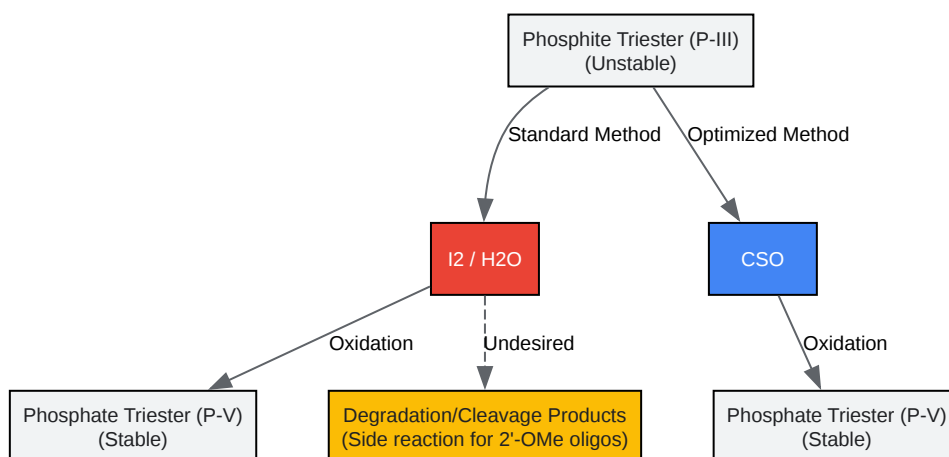 Phosphite Triester (P-III)
(Unstable)
Standard Method
Optimized Method
I2 / H2O
CSO
Oxidation
Undesired
Oxidation
Phosphate Triester (P-V)
(Stable)
Degradation/Cleavage Products
(Side reaction for 2'-OMe oligos)
Phosphate Triester (P-V)
(Stable)